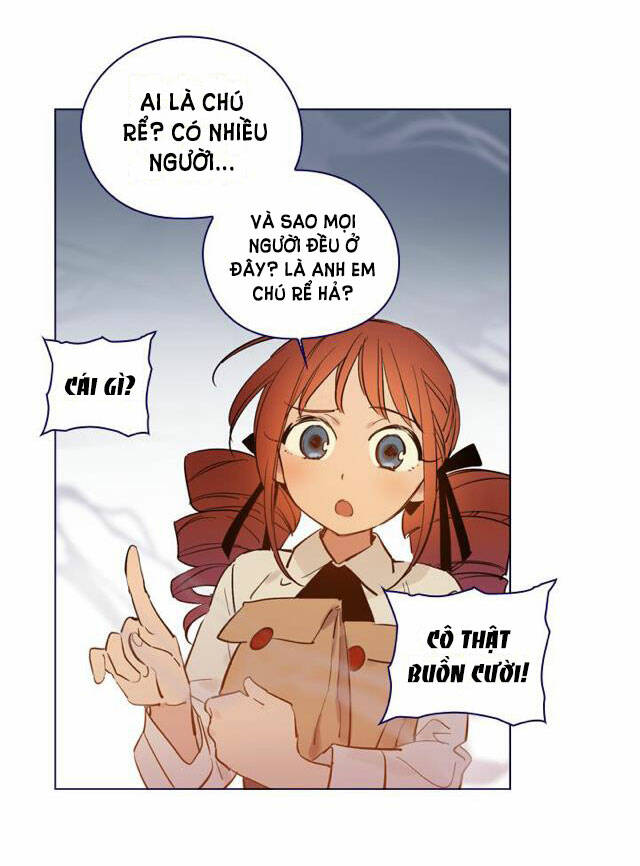 AI LÀ CHÚ
RỂ? CÓ NHIỀU
NGƯỜI...
VÀ SAO MỌI
NGƯỜI ĐỀU Ở
ĐÂY? LÀ ANH EM
CHÚ RỂ HẢ?
CÁI GÌ?
CÔ THẬT
BUỒN CƯỜI!